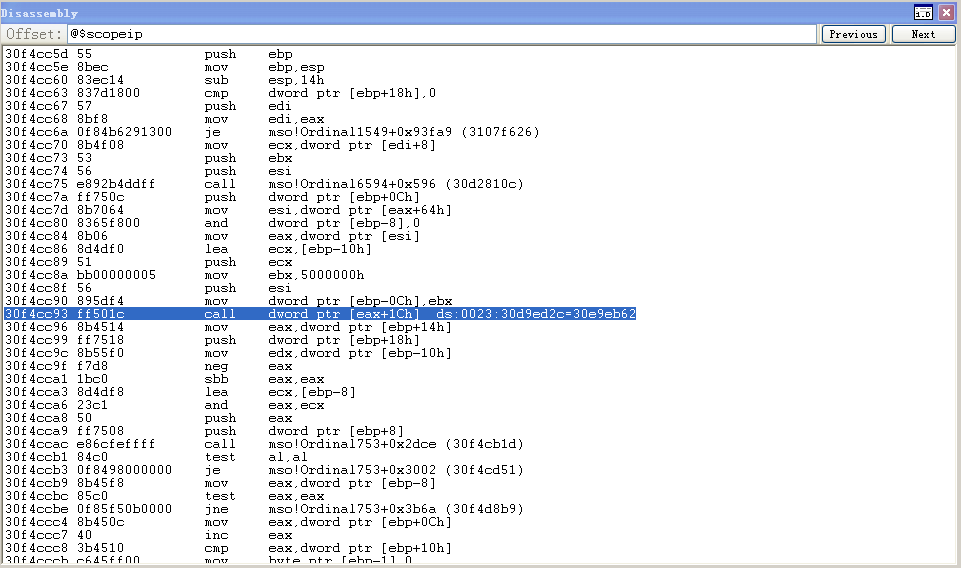 Disassembly
Offset: @$scopeip Previous Next
30f4cc5d 55 push ebp
30f4cc5e 8bec mov ebp,esp
30f4cc60 83ec14 sub esp,14h
30f4cc63 837d1800 cmp dword ptr [ebp+18h],0
30f4cc67 57 push edi
30f4cc68 8bf8 mov edi,eax
30f4cc6a 0f84b6291300 je mso!Ordinal1549+0x93fa9 (3107f626)
30f4cc70 8b4f08 mov ecx,dword ptr [edi+8]
30f4cc73 53 push ebx
30f4cc74 56 push esi
30f4cc75 e892b4ddff call mso!Ordinal6594+0x596 (30d2810c)
30f4cc7a ff750c push dword ptr [ebp+0Ch]
30f4cc7d 8b7064 mov esi,dword ptr [eax+64h]
30f4cc80 8365f800 and dword ptr [ebp-8],0
30f4cc84 8b06 mov eax,dword ptr [esi]
30f4cc86 8d4df0 lea ecx,[ebp-10h]
30f4cc89 51 push ecx
30f4cc8a bb00000005 mov ebx,5000000h
30f4cc8f 56 push esi
30f4cc90 895df4 mov dword ptr [ebp-0Ch],ebx
30f4cc93 ff501c call dword ptr [eax+1Ch] ds:0023:30d9ed2c=30e9eb62
30f4cc96 8b4514 mov eax,dword ptr [ebp+14h]
30f4cc99 ff7518 push dword ptr [ebp+18h]
30f4cc9c 8b55f0 mov edx,dword ptr [ebp-10h]
30f4cc9f f7d8 neg eax
30f4cca1 1bc0 sbb eax,eax
30f4cca3 8d4df8 lea ecx,[ebp-8]
30f4cca6 23c1 and eax,ecx
30f4cca8 50 push eax
30f4cca9 ff7508 push dword ptr [ebp+8]
30f4ccac e86cfeffff call mso!Ordinal753+0x2dce (30f4cb1d)
30f4ccb1 84c0 test al,al
30f4ccb3 0f8498000000 je mso!Ordinal753+0x3002 (30f4cd51)
30f4ccb9 8b45f8 mov eax,dword ptr [ebp-8]
30f4ccbc 85c0 test eax,eax
30f4ccbe 0f85f50b0000 jne mso!Ordinal753+0x3b6a (30f4d8b9)
30f4ccc4 8b450c mov eax,dword ptr [ebp+0Ch]
30f4ccc7 40 inc eax
30f4ccc8 3b4510 cmp eax,dword ptr [ebp+10h]
30f4cccb c645ff00 mov byte ptr [ebp-1],0